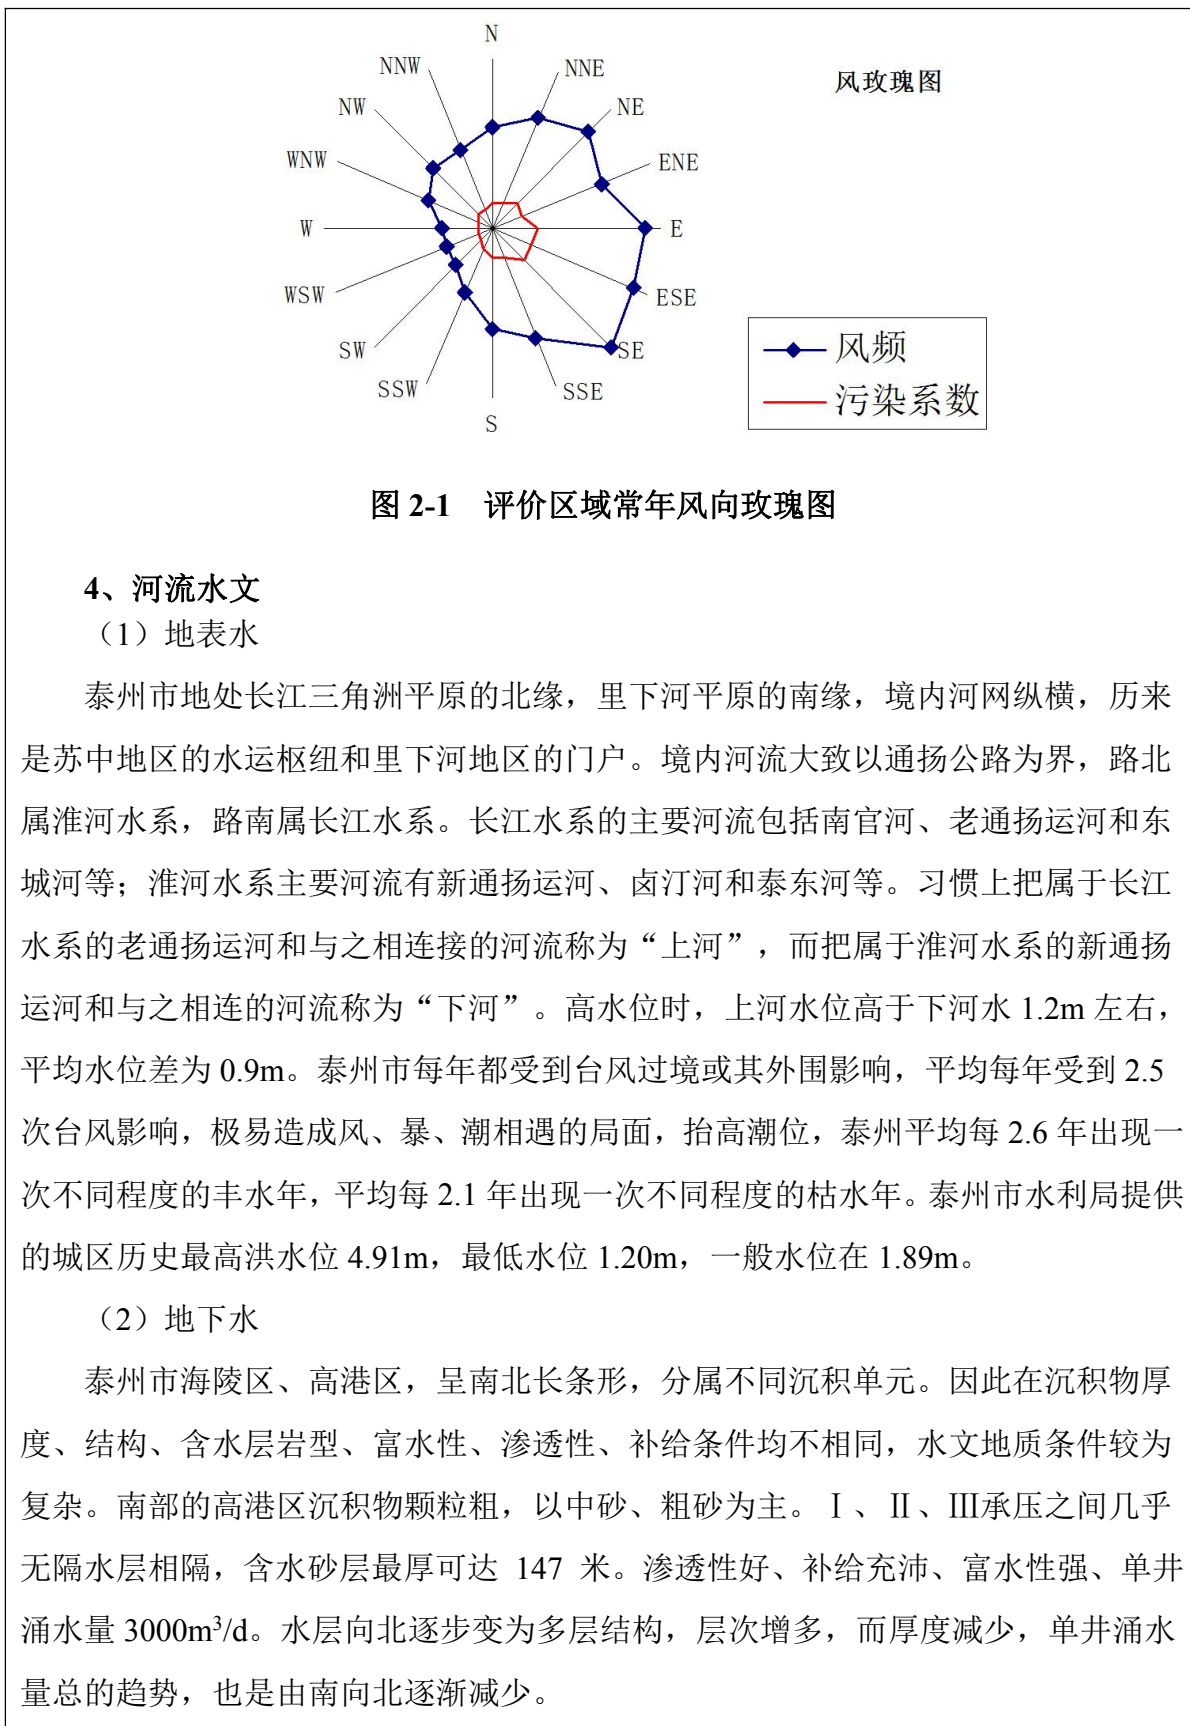 N
NNW
NNE
风玫瑰图
NW
NE
WNW
ENE
W
E
WSW
ESE
SW
SE
风频
SSW
SSE
污染系数
S
图 2-1 评价区域常年风向玫瑰图
4、河流水文
（1）地表水
泰州市地处长江三角洲平原的北缘，里下河平原的南缘，境内河网纵横，历来
是苏中地区的水运枢纽和里下河地区的门户。境内河流大致以通扬公路为界，路北
属淮河水系，路南属长江水系。长江水系的主要河流包括南官河、老通扬运河和东
城河等；淮河水系主要河流有新通扬运河、卤汀河和泰东河等。习惯上把属于长江
水系的老通扬运河和与之相连接的河流称为“上河”，而把属于淮河水系的新通扬
运河和与之相连的河流称为“下河”。高水位时，上河水位高于下河水 1.2m 左右，
平均水位差为 0.9m。泰州市每年都受到台风过境或其外围影响，平均每年受到 2.5
次台风影响，极易造成风、暴、潮相遇的局面，抬高潮位，泰州平均每 2.6 年出现一
次不同程度的丰水年，平均每 2.1 年出现一次不同程度的枯水年。泰州市水利局提供
的城区历史最高洪水位 4.91m，最低水位 1.20m，一般水位在 1.89m。
（2）地下水
泰州市海陵区、高港区，呈南北长条形，分属不同沉积单元。因此在沉积物厚
度、结构、含水层岩型、富水性、渗透性、补给条件均不相同，水文地质条件较为
复杂。南部的高港区沉积物颗粒粗，以中砂、粗砂为主。Ⅰ、Ⅱ、Ⅲ承压之间几乎
无隔水层相隔，含水砂层最厚可达 147 米。渗透性好、补给充沛、富水性强、单井
涌水量 3000m³/d。水层向北逐步变为多层结构，层次增多，而厚度减少，单井涌水
量总的趋势，也是由南向北逐渐减少。